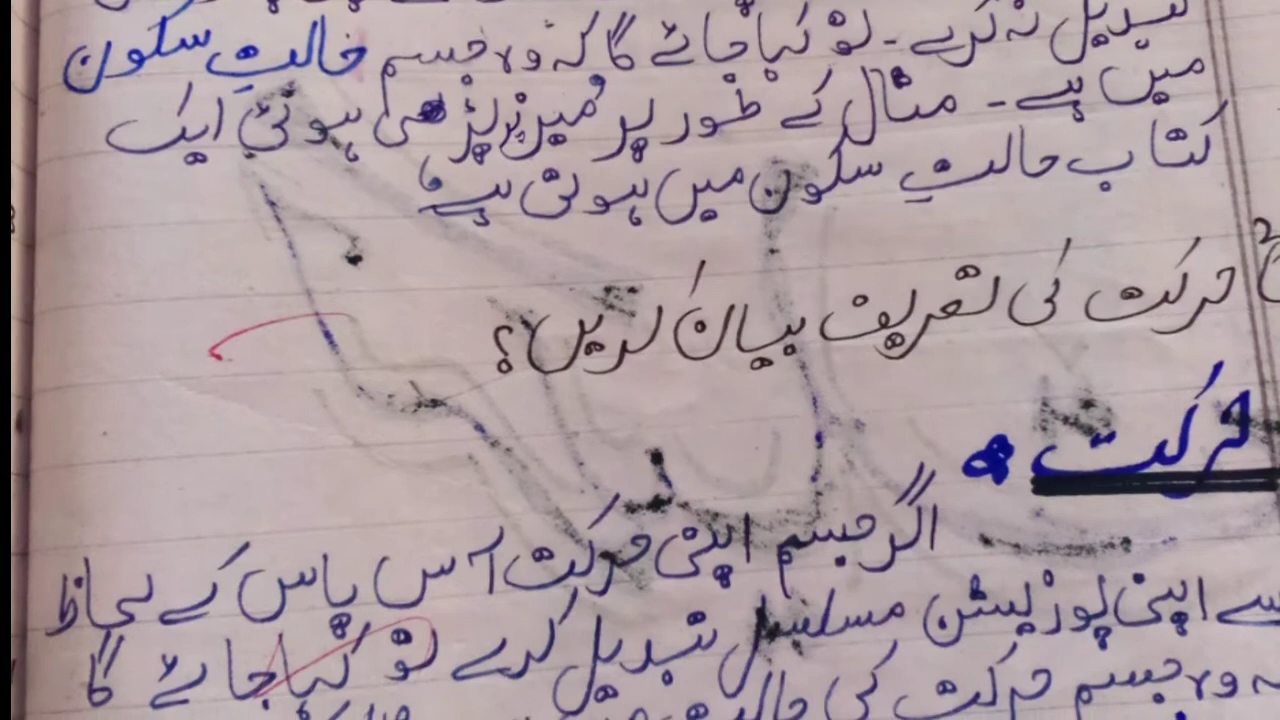 تبدیل نہ کرے۔ تو کہا جائے گا کہ وہ جسم حالتِ سکون
میں ہے۔ مثال کے طور پر میز پر پڑی ہوئی ایک
کتاب حالتِ سکون میں ہوتی ہے
حرکت کی تعریف بیان کریں؟
حرکت
اگر جسم اپنی حرکت آس پاس کے لحاظ
سے اپنی پوزیشن مسلسل تبدیل کرے تو کہا جائے گا
کہ وہ جسم حرکت کی حالت